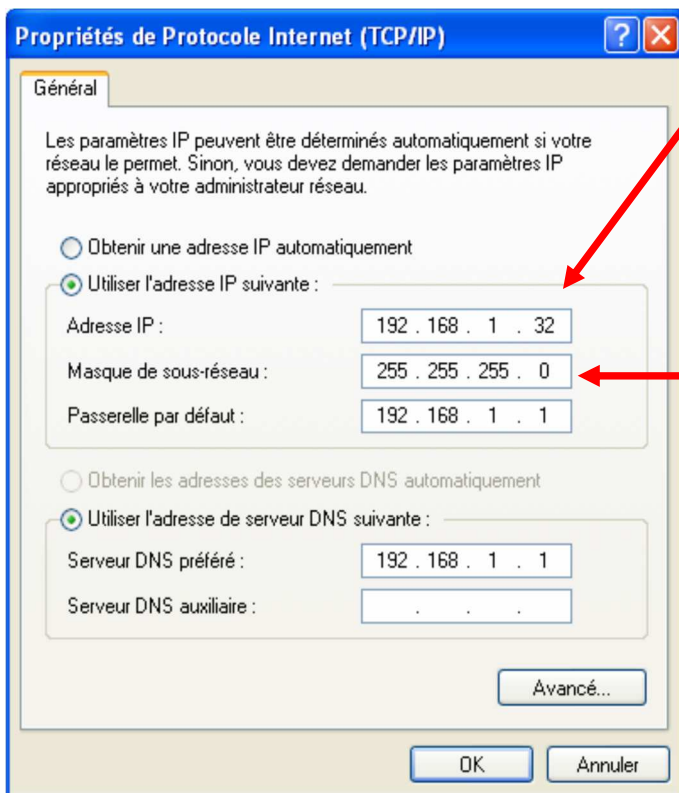 Propriétés de Protocole Internet (TCP/IP)
Général
Les paramètres IP peuvent être déterminés automatiquement si votre
réseau le permet. Sinon, vous devez demander les paramètres IP
appropriés à votre administrateur réseau.
Obtenir une adresse IP automatiquement
Utiliser l'adresse IP suivante :
Adresse IP : 192 . 168 . 1 . 32
Masque de sous-réseau : 255 . 255 . 255 . 0
Passerelle par défaut : 192 . 168 . 1 . 1
Obtenir les adresses des serveurs DNS automatiquement
Utiliser l'adresse de serveur DNS suivante :
Serveur DNS préféré : 192 . 168 . 1 . 1
Serveur DNS auxiliaire : . . .
Avancé...
OK Annuler